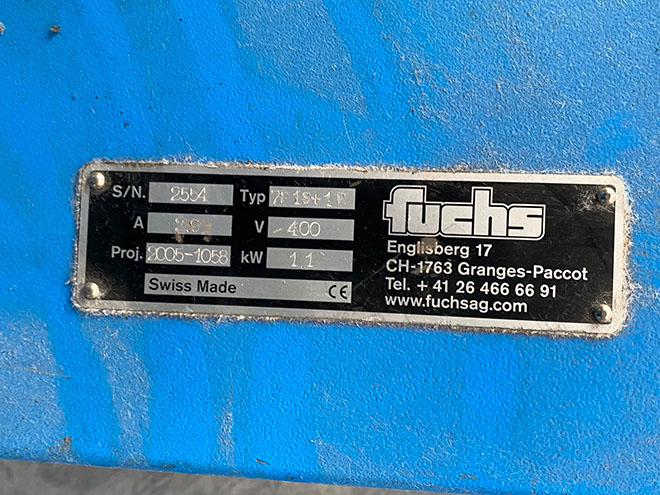 S/N. 2554 Typ
A V 400
Proj. 2005-1058 kW 1.1
Swiss Made CE
fuchs
Englisberg 17
CH-1763 Granges-Paccot
Tel. + 41 26 466 66 91
www.fuchsag.com